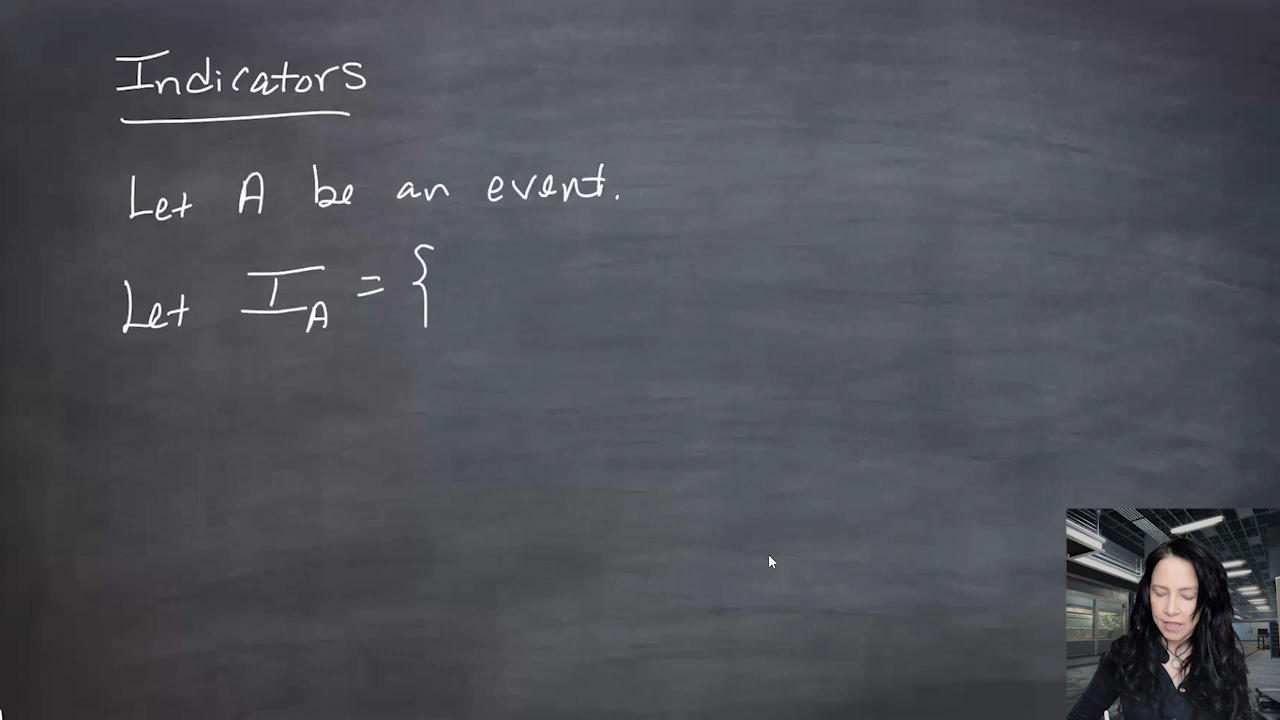 Indicators
Let A be an event.
Let I_A = {